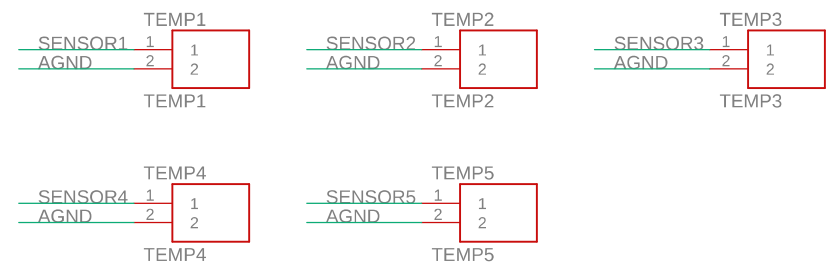 TEMP1 TEMP2 TEMP3
SENSOR1 1 1 SENSOR2 1 1 SENSOR3 1 1
AGND 2 2 AGND 2 2 AGND 2 2
TEMP1 TEMP2 TEMP3
TEMP4 TEMP5
SENSOR4 1 1 SENSOR5 1 1
AGND 2 2 AGND 2 2
TEMP4 TEMP5